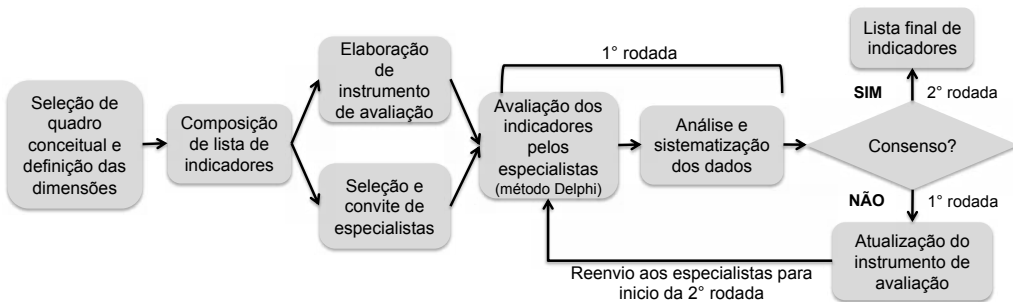 Seleção de
quadro
conceitual e
definição das
dimensões
Composição
de lista de
indicadores
Elaboração
de
instrumento
de avaliação
Seleção e
convite de
especialistas
1° rodada
Avaliação dos
indicadores
pelos
especialistas
(método Delphi)
Análise e
sistematização
dos dados
Consenso?
SIM
2° rodada
Lista final de
indicadores
NÃO
1° rodada
Atualização do
instrumento de
avaliação
Reenvio aos especialistas para
inicio da 2° rodada